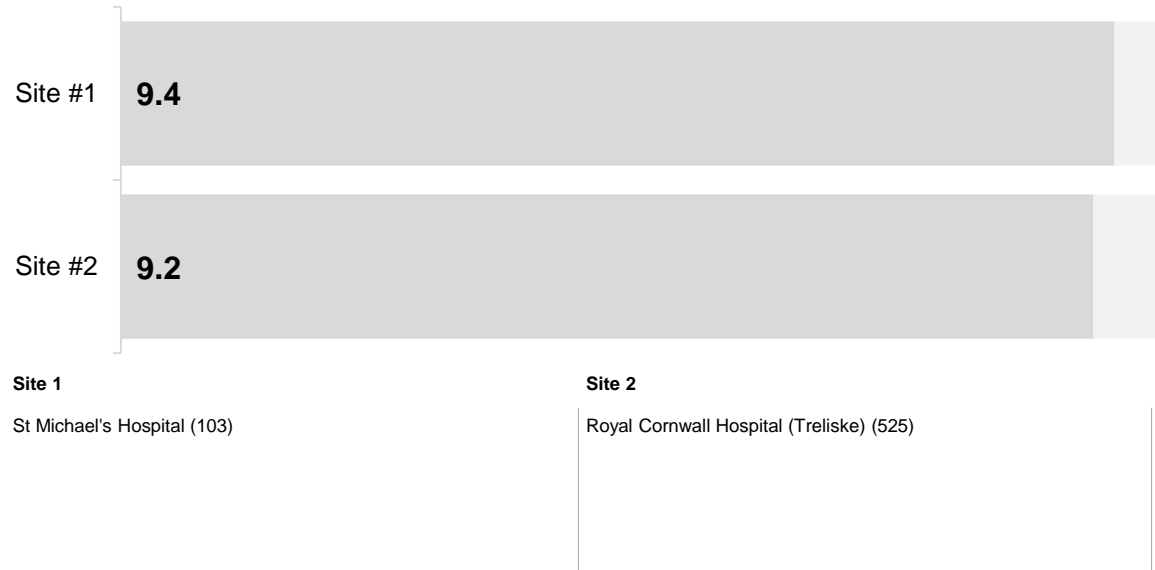 Site #1 9.4
Site #2 9.2
Site 1
St Michael's Hospital (103)
Site 2
Royal Cornwall Hospital (Treliske) (525)